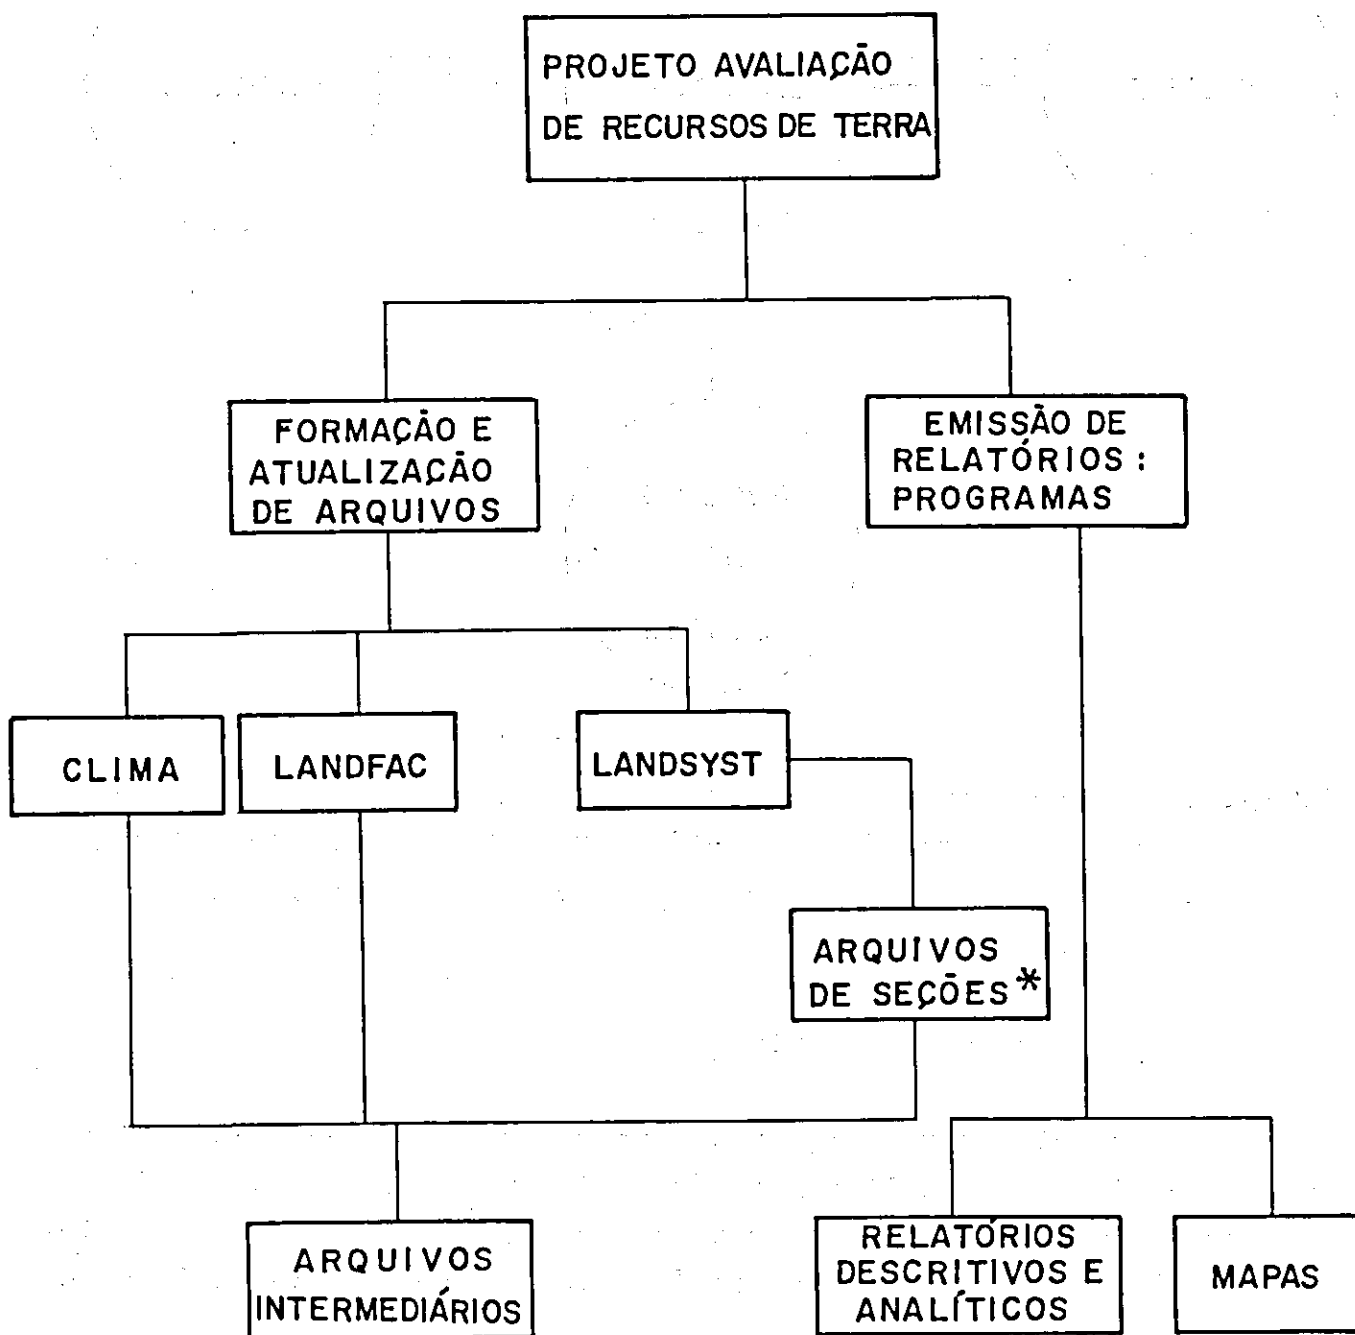 PROJETO AVALIAÇÃO
DE RECURSOS DE TERRA
FORMAÇÃO E
ATUALIZAÇÃO
DE ARQUIVOS
EMISSÃO DE
RELATÓRIOS :
PROGRAMAS
CLIMA
LANDFAC
LANDSYST
ARQUIVOS
DE SEÇÕES *
ARQUIVOS
INTERMEDIÁRIOS
RELATÓRIOS
DESCRITIVOS E
ANALÍTICOS
MAPAS